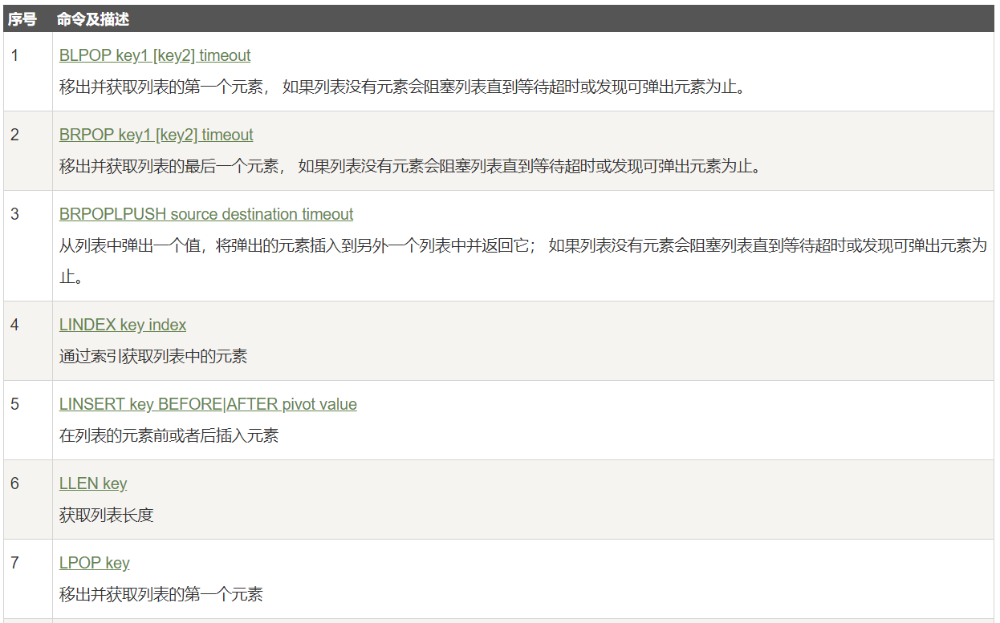 序号 命令及描述
1 BLPOP key1 [key2] timeout
移出并获取列表的第一个元素， 如果列表没有元素会阻塞列表直到等待超时或发现可弹出元素为止。
2 BRPOP key1 [key2] timeout
移出并获取列表的最后一个元素， 如果列表没有元素会阻塞列表直到等待超时或发现可弹出元素为止。
3 BRPOPLPUSH source destination timeout
从列表中弹出一个值，将弹出的元素插入到另外一个列表中并返回它； 如果列表没有元素会阻塞列表直到等待超时或发现可弹出元素为
止。
4 LINDEX key index
通过索引获取列表中的元素
5 LINSERT key BEFORE|AFTER pivot value
在列表的元素前或者后插入元素
6 LLEN key
获取列表长度
7 LPOP key
移出并获取列表的第一个元素